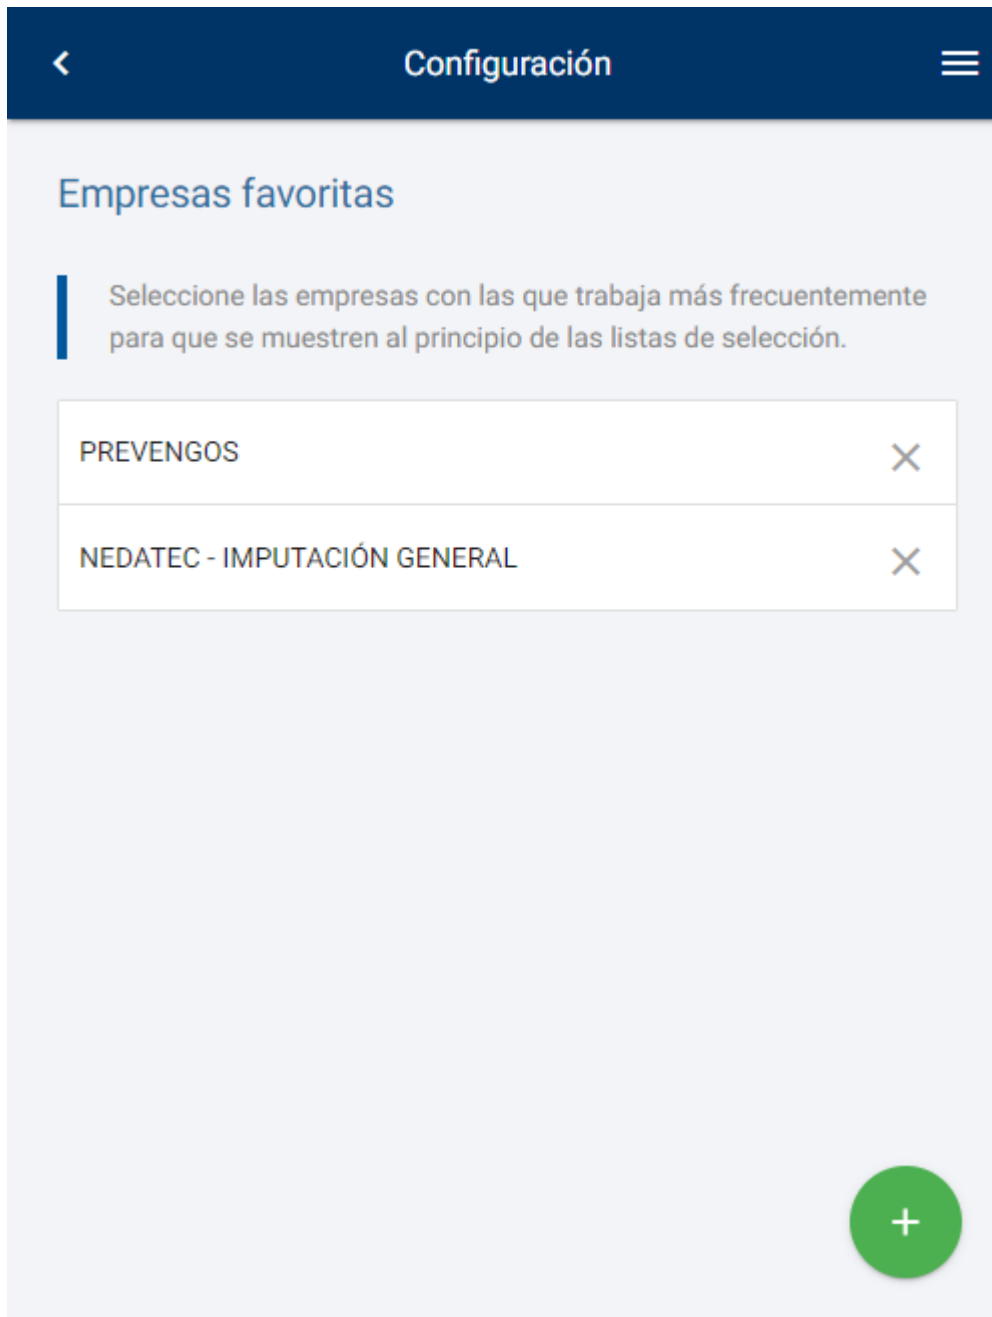 Configuración
Empresas favoritas
Seleccione las empresas con las que trabaja más frecuentemente
para que se muestren al principio de las listas de selección.
PREVENGOS
NEDATEC - IMPUTACIÓN GENERAL